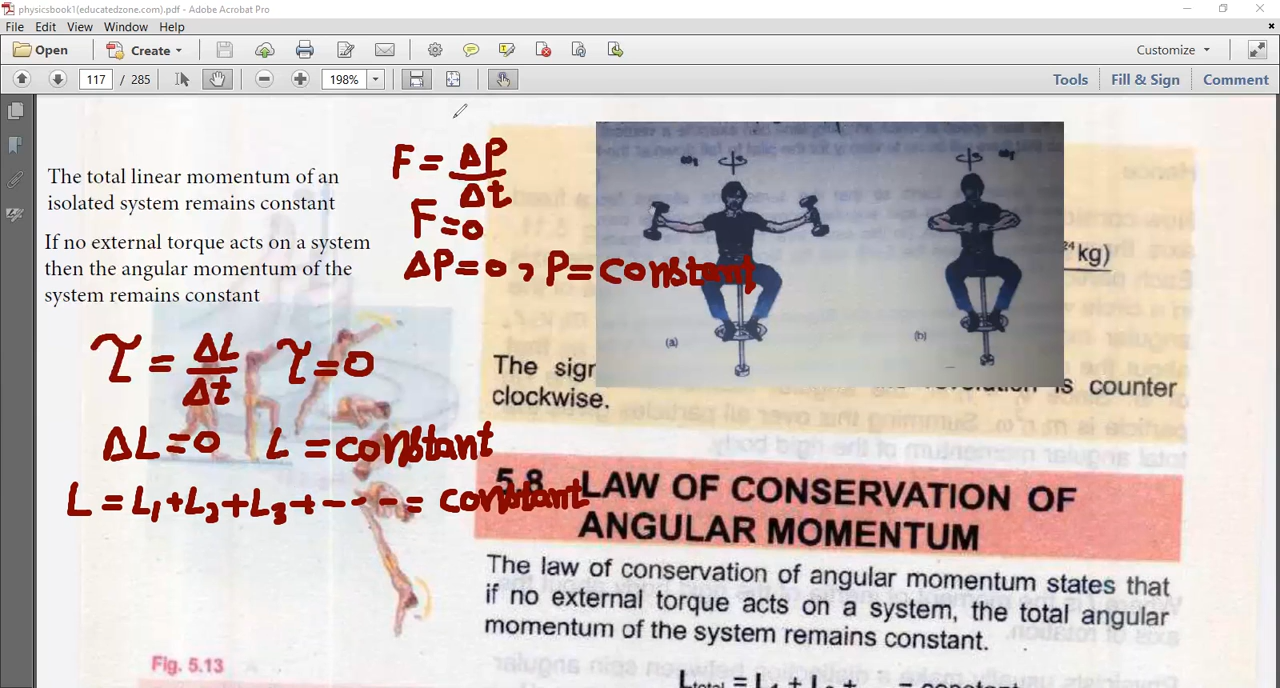 physicsbook1(educatedzone.com).pdf - Adobe Acrobat Pro
File Edit View Window Help
Open Create Customize
117 / 285 198% Tools Fill & Sign Comment
The total linear momentum of an
isolated system remains constant
If no external torque acts on a system
then the angular momentum of the
system remains constant
F = ΔP/Δt
F = 0
ΔP = 0 , P = constant
τ = ΔL/Δt τ = 0
ΔL = 0 L = constant
L = L1 + L2 + L3 + - - - = constant
(a) (b)
24 kg)
The sign
is counter
clockwise.
5.8 LAW OF CONSERVATION OF
ANGULAR MOMENTUM
The law of conservation of angular momentum states that
if no external torque acts on a system, the total angular
momentum of the system remains constant.
Fig. 5.13